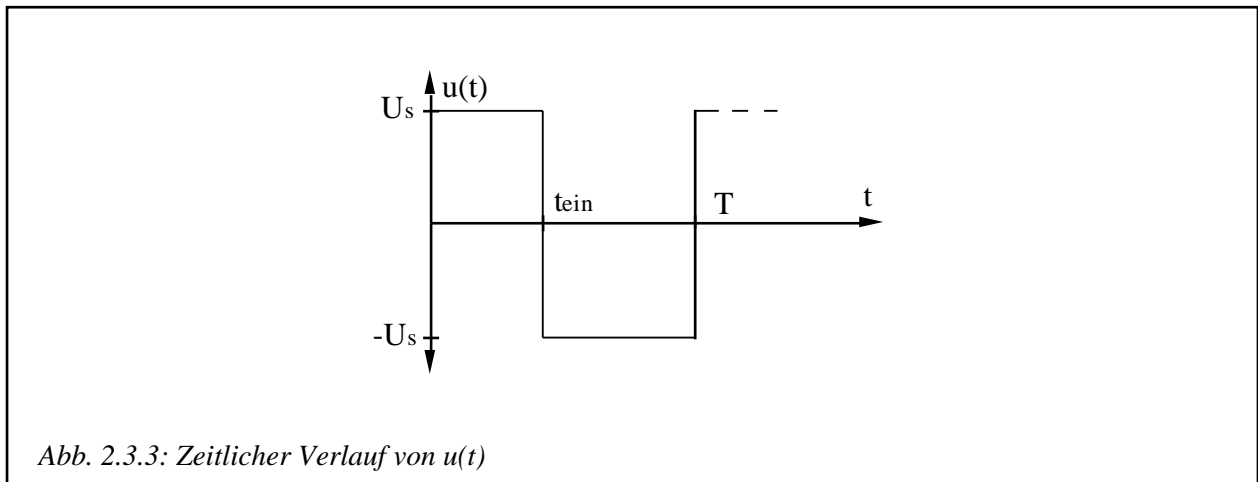 u(t)
Us
tein
T
t
-Us
Abb. 2.3.3: Zeitlicher Verlauf von u(t)